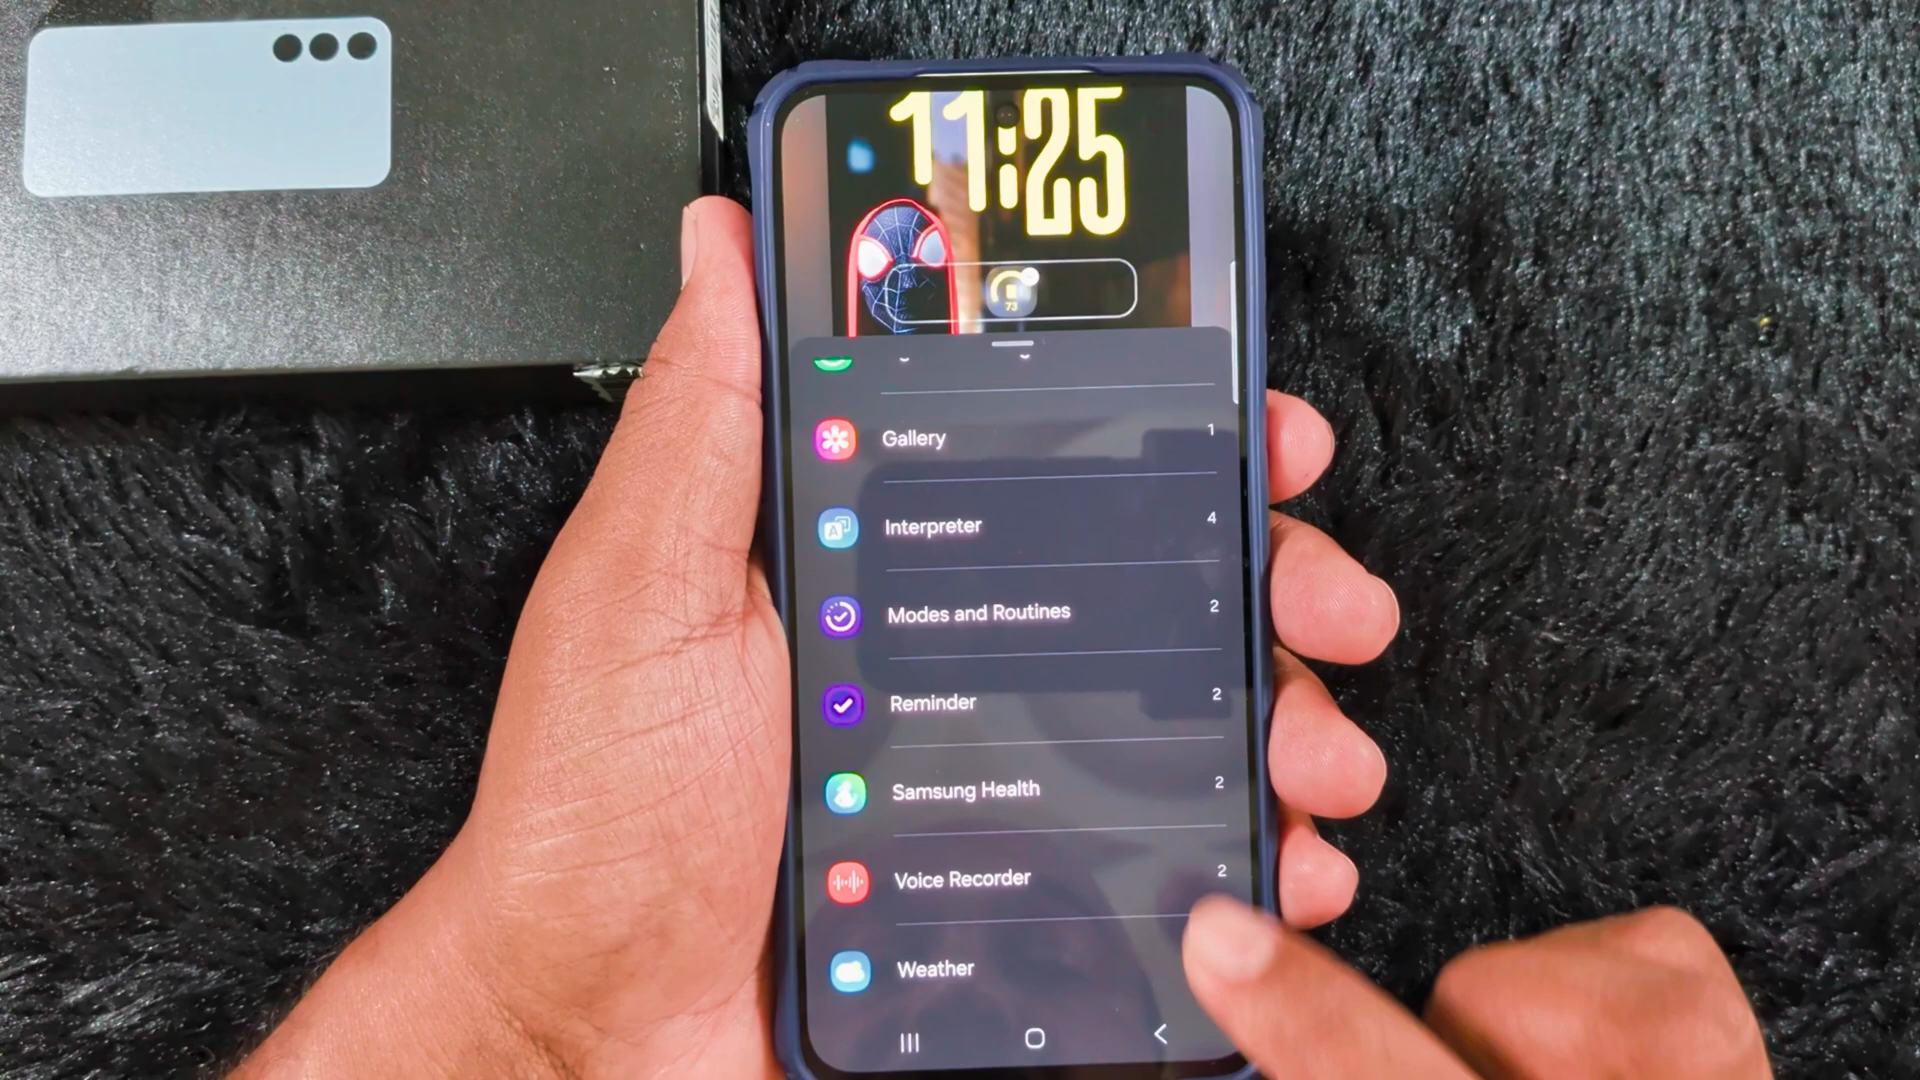 11:25
73
Gallery 1
Interpreter 4
Modes and Routines 2
Reminder 2
Samsung Health 2
Voice Recorder 2
Weather